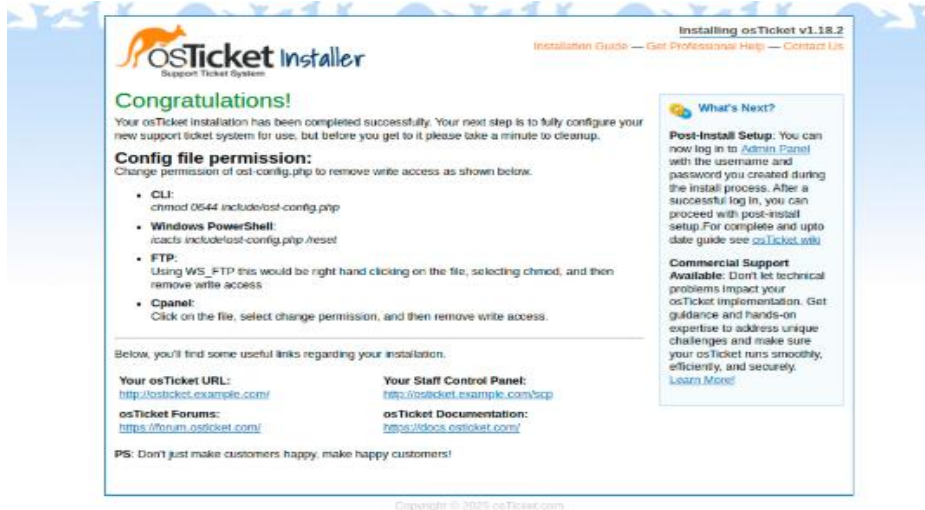 Installing osTicket v1.18.2
osTicket Installer
Support Ticket System
Installation Guide — Get Professional Help — Contact Us
Congratulations!
Your osTicket installation has been completed successfully. Your next step is to fully configure your
new support ticket system for use, but before you get to it please take a minute to cleanup.
Config file permission:
Change permission of ost-config.php to remove write access as shown below.
• CLI:
chmod 0644 include/ost-config.php
• Windows PowerShell:
icacls include\ost-config.php /reset
• FTP:
Using WS_FTP this would be right hand clicking on the file, selecting chmod, and then
remove write access
• Cpanel:
Click on the file, select change permission, and then remove write access.
Below, you'll find some useful links regarding your installation.
Your osTicket URL:
http://osticket.example.com/
Your Staff Control Panel:
http://osticket.example.com/scp
osTicket Forums:
https://forum.osticket.com/
osTicket Documentation:
https://docs.osticket.com/
PS: Don't just make customers happy, make happy customers!
What's Next?
Post-Install Setup: You can
now log in to Admin Panel
with the username and
password you created during
the install process. After a
successful log in, you can
proceed with post-install
setup.For complete and upto
date guide see osTicket wiki
Commercial Support
Available: Don't let technical
problems impact your
osTicket implementation. Get
guidance and hands-on
expertise to address unique
challenges and make sure
your osTicket runs smoothly,
efficiently, and securely.
Learn More!
Copyright © 2025 osTicket.com